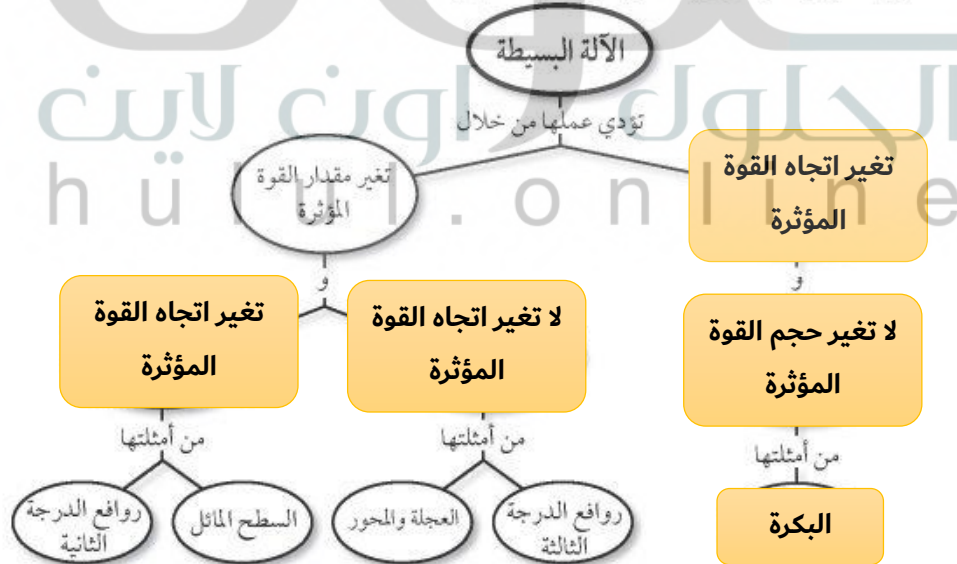 الآلة البسيطة
تؤدي عملها من خلال
الحلول اون لاين
hulul.online
تغير اتجاه القوة
المؤثرة
تغير مقدار القوة
المؤثرة
و
و
لا تغير حجم القوة
المؤثرة
لا تغير اتجاه القوة
المؤثرة
تغير اتجاه القوة
المؤثرة
من أمثلتها
من أمثلتها
من أمثلتها
البكرة
روافع الدرجة
الثالثة
العجلة والمحور
السطح المائل
روافع الدرجة
الثانية